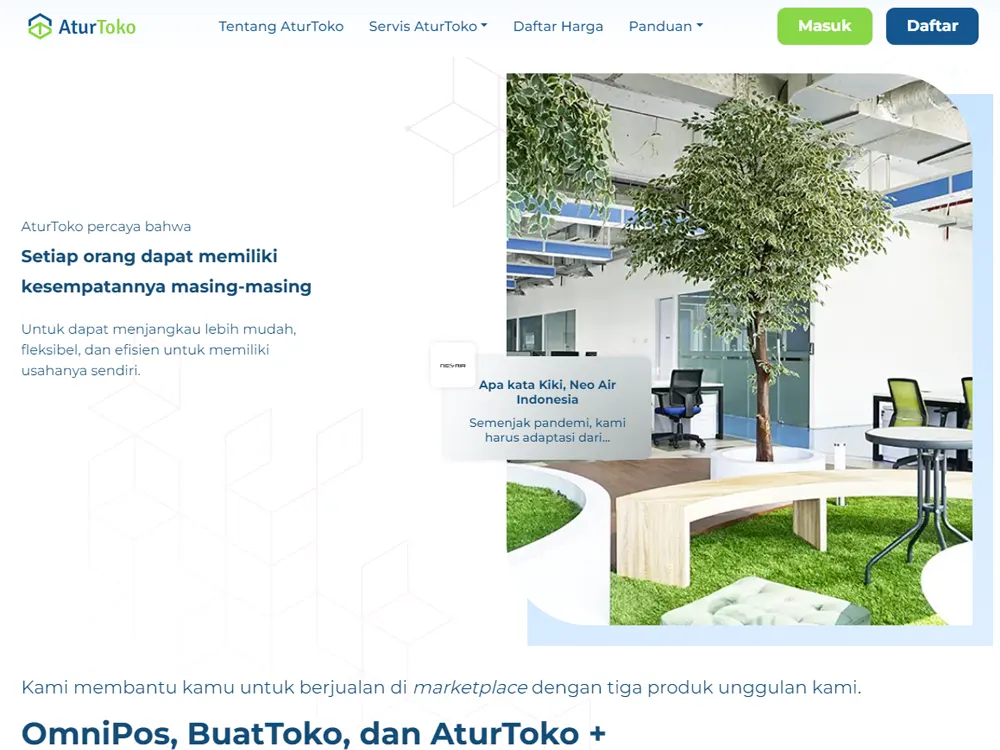 AturToko
Tentang AturToko
Servis AturToko
Daftar Harga
Panduan
Masuk
Daftar
AturToko percaya bahwa
Setiap orang dapat memiliki
kesempatannya masing-masing
Untuk dapat menjangkau lebih mudah,
fleksibel, dan efisien untuk memiliki
usahanya sendiri.
NEO AIR
Apa kata Kiki, Neo Air
Indonesia
Semenjak pandemi, kami
harus adaptasi dari...
Kami membantu kamu untuk berjualan di marketplace dengan tiga produk unggulan kami.
OmniPos, BuatToko, dan AturToko +